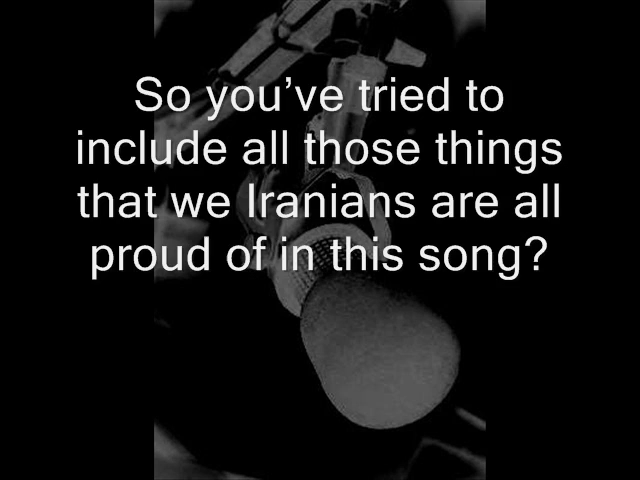 So you’ve tried to
include all those things
that we Iranians are all
proud of in this song?